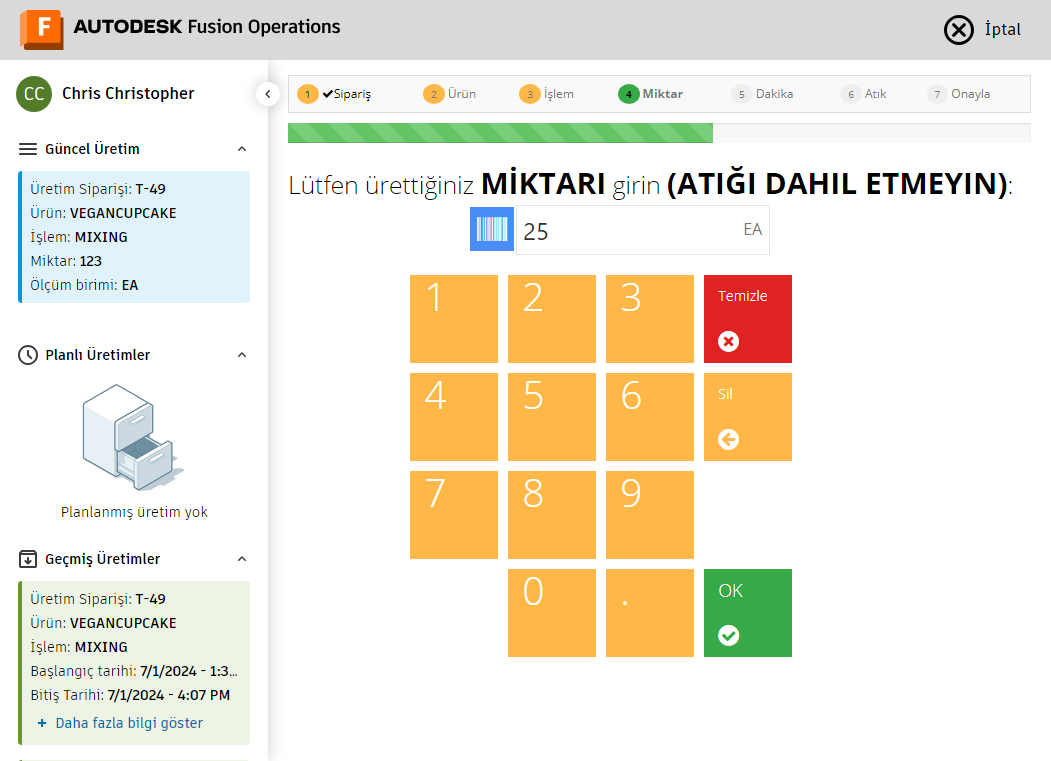 F AUTODESK Fusion Operations
İptal
CC Chris Christopher
1 Sipariş 2 Ürün 3 İşlem 4 Miktar 5 Dakika 6 Atık 7 Onayla
Güncel Üretim
Üretim Siparişi: T-49
Ürün: VEGANCUPCAKE
İşlem: MIXING
Miktar: 123
Ölçüm birimi: EA
Planlı Üretimler
Planlanmış üretim yok
Geçmiş Üretimler
Üretim Siparişi: T-49
Ürün: VEGANCUPCAKE
İşlem: MIXING
Başlangıç tarihi: 7/1/2024 - 1:3...
Bitiş Tarihi: 7/1/2024 - 4:07 PM
+ Daha fazla bilgi göster
Lütfen ürettiğiniz MİKTARI girin (ATIĞI DAHIL ETMEYIN):
25 EA
1 2 3 Temizle
4 5 6 Sil
7 8 9
0 . OK